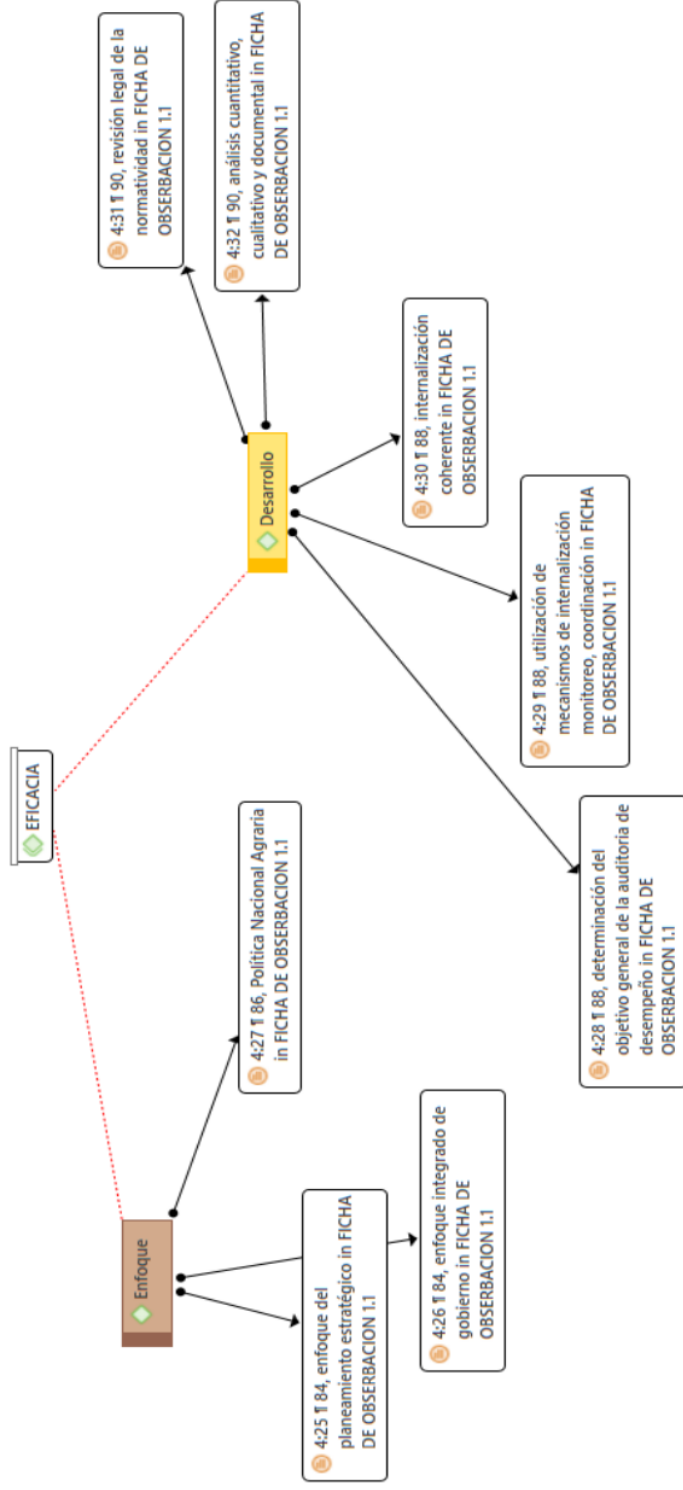 EFICACIA
Enfoque
Desarrollo
4:25 ¶ 84, enfoque del
planeamiento estratégico in FICHA
DE OBSERBACION 1.1
4:26 ¶ 84, enfoque integrado de
gobierno in FICHA DE
OBSERBACION 1.1
4:27 ¶ 86, Política Nacional Agraria
in FICHA DE OBSERBACION 1.1
4:28 ¶ 88, determinación del
objetivo general de la auditoria de
desempeño in FICHA DE
OBSERBACION 1.1
4:29 ¶ 88, utilización de
mecanismos de internalización
monitoreo, coordinación in FICHA
DE OBSERBACION 1.1
4:30 ¶ 88, internalización
coherente in FICHA DE
OBSERBACION 1.1
4:31 ¶ 90, revisión legal de la
normatividad in FICHA DE
OBSERBACION 1.1
4:32 ¶ 90, análisis cuantitativo,
cualitativo y documental in FICHA
DE OBSERBACION 1.1